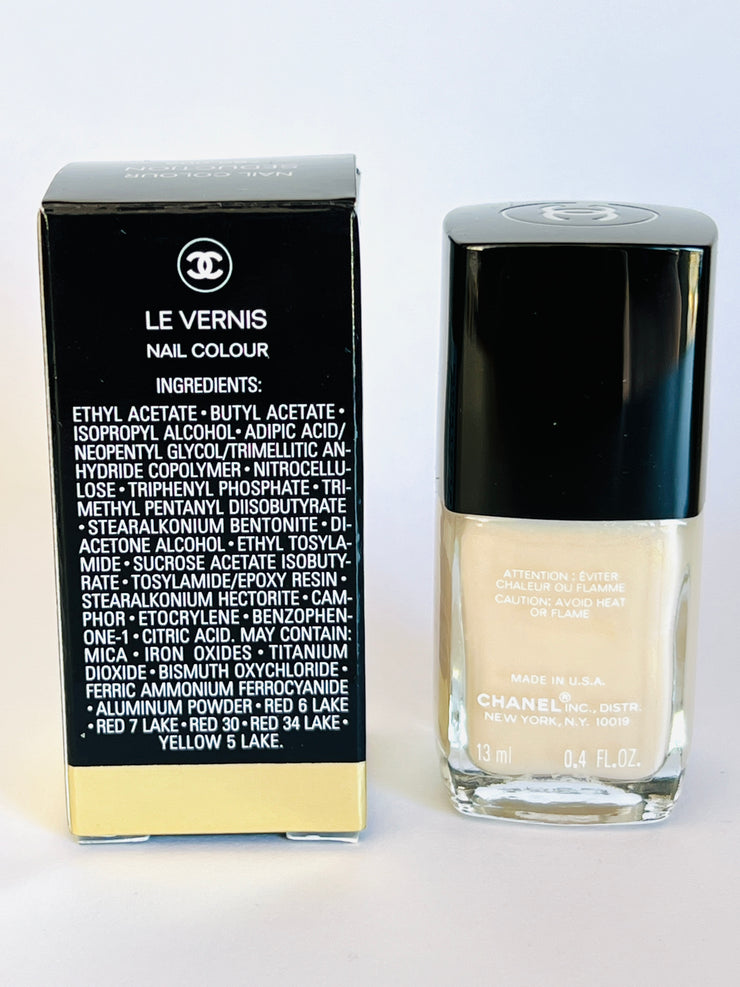 NAIL COLOUR
SEDUCTION
LE VERNIS
NAIL COLOUR
INGREDIENTS:
ETHYL ACETATE • BUTYL ACETATE •
ISOPROPYL ALCOHOL • ADIPIC ACID/
NEOPENTYL GLYCOL/TRIMELLITIC AN-
HYDRIDE COPOLYMER • NITROCELLU-
LOSE • TRIPHENYL PHOSPHATE • TRI-
METHYL PENTANYL DIISOBUTYRATE
• STEARALKONIUM BENTONITE • DI-
ACETONE ALCOHOL • ETHYL TOSYLA-
MIDE • SUCROSE ACETATE ISOBUTY-
RATE • TOSYLAMIDE/EPOXY RESIN •
STEARALKONIUM HECTORITE • CAM-
PHOR • ETOCRYLENE • BENZOPHEN-
ONE-1 • CITRIC ACID. MAY CONTAIN:
MICA • IRON OXIDES • TITANIUM
DIOXIDE • BISMUTH OXYCHLORIDE •
FERRIC AMMONIUM FERROCYANIDE
• ALUMINUM POWDER • RED 6 LAKE
• RED 7 LAKE • RED 30 • RED 34 LAKE •
YELLOW 5 LAKE.
ATTENTION : ÉVITER
CHALEUR OU FLAMME
CAUTION: AVOID HEAT
OR FLAME
MADE IN U.S.A.
CHANEL® INC., DISTR.
NEW YORK, N.Y. 10019
13 ml 0.4 FL.OZ.